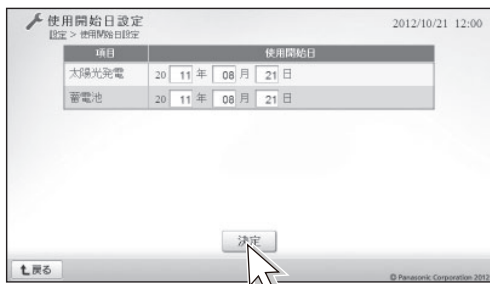 使用開始日設定 2012/10/21 12:00
設定 > 使用開始日設定
項目 使用開始日
太陽光発電 20 11 年 08 月 21 日
蓄電池 20 11 年 08 月 21 日
決定
戻る © Panasonic Corporation 2012